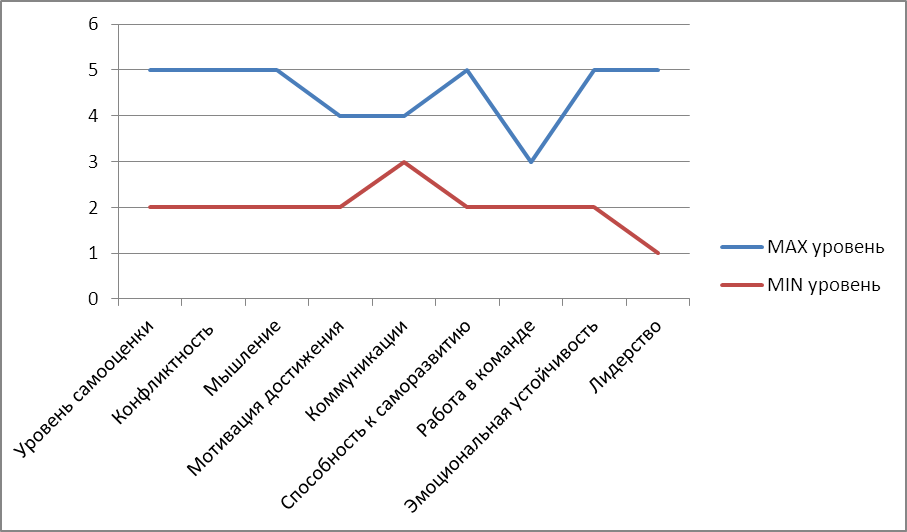 6
5
4
3
2
1
0
Уровень самооценки
Конфликтность
Мышление
Мотивация достижения
Коммуникации
Способность к саморазвитию
Работа в команде
Эмоциональная устойчивость
Лидерство
MAX уровень
MIN уровень